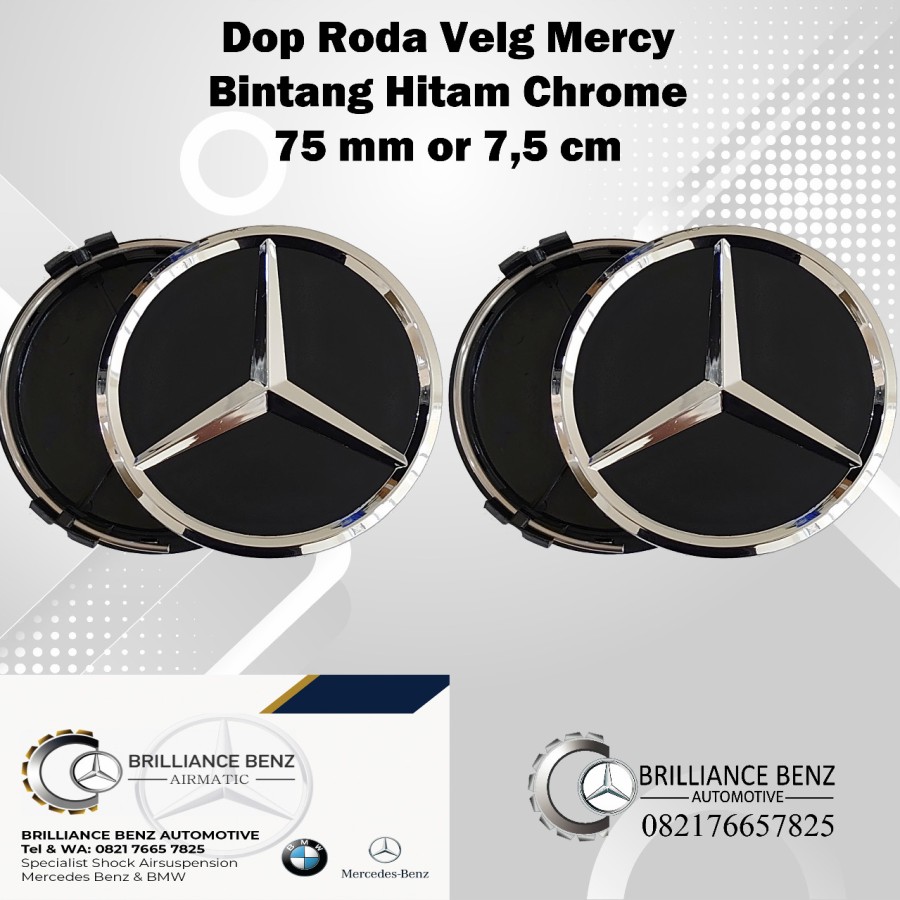 Dop Roda Velg Mercy
Bintang Hitam Chrome
75 mm or 7,5 cm
BRILLIANCE BENZ
AIRMATIC
BRILLIANCE BENZ AUTOMOTIVE
Tel & WA: 0821 7665 7825
Specialist Shock Airsuspension
Mercedes Benz & BMW
BMW
Mercedes-Benz
BRILLIANCE BENZ
AUTOMOTIVE
082176657825